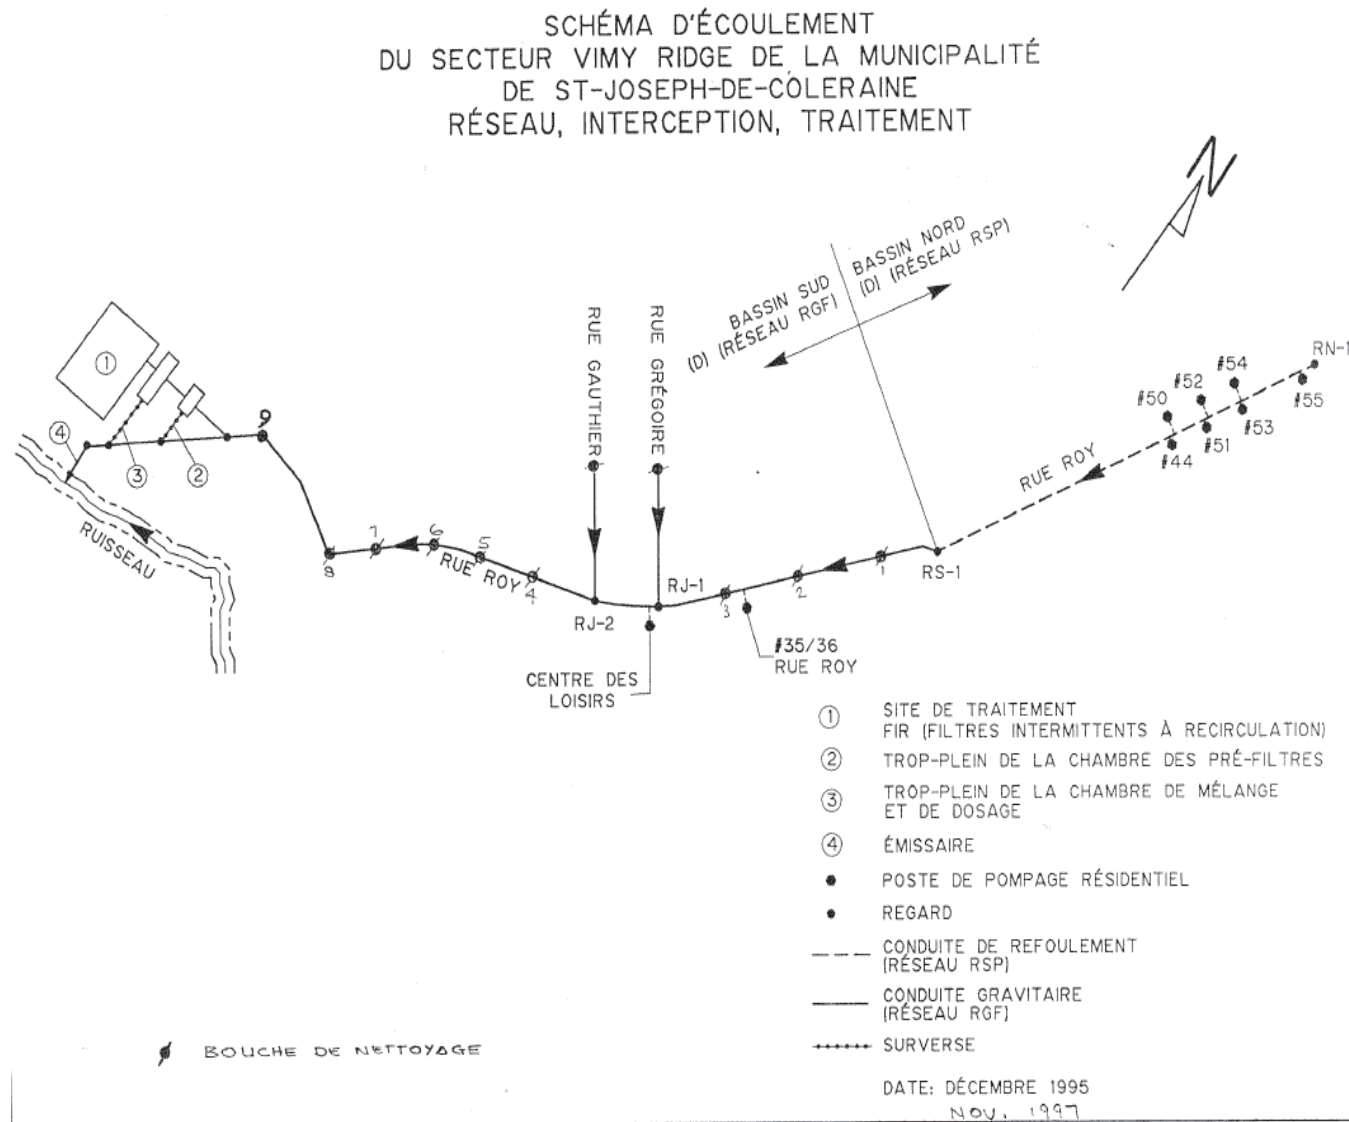 SCHÉMA D'ÉCOULEMENT
DU SECTEUR VIMY RIDGE DE LA MUNICIPALITÉ
DE ST-JOSEPH-DE-COLERAINE
RÉSEAU, INTERCEPTION, TRAITEMENT
N
BASSIN NORD
(D) (RÉSEAU RSP)
BASSIN SUD
(D) (RÉSEAU RGF)
RUE GAUTHIER
RUE GRÉGOIRE
RN-1
#54
#52
#50
#55
#53
#51
#44
RUE ROY
1
9
4
3
2
RUISSEAU
8
7
6
5
RUE ROY
4
RJ-2
RJ-1
3
2
1
RS-1
#35/36
RUE ROY
CENTRE DES
LOISIRS
1 SITE DE TRAITEMENT
FIR (FILTRES INTERMITTENTS À RECIRCULATION)
2 TROP-PLEIN DE LA CHAMBRE DES PRÉ-FILTRES
3 TROP-PLEIN DE LA CHAMBRE DE MÉLANGE
ET DE DOSAGE
4 ÉMISSAIRE
POSTE DE POMPAGE RÉSIDENTIEL
REGARD
CONDUITE DE REFOULEMENT
(RÉSEAU RSP)
CONDUITE GRAVITAIRE
(RÉSEAU RGF)
SURVERSE
BOUCHE DE NETTOYAGE
DATE: DÉCEMBRE 1995
NOV. 1997